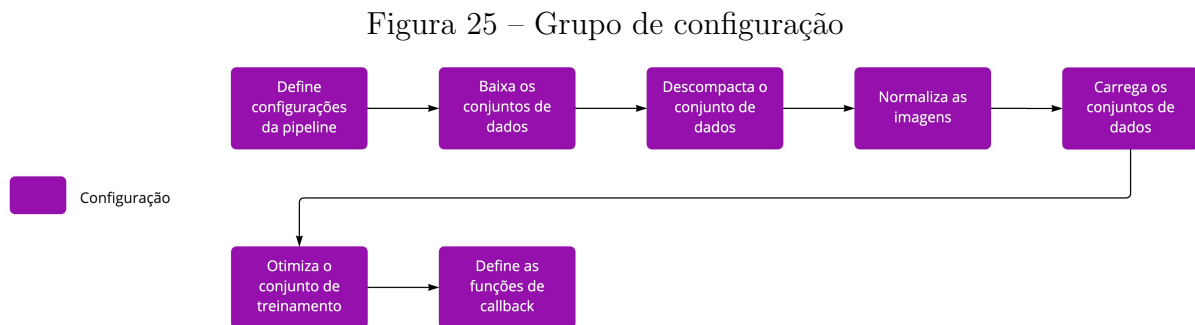 Figura 25 – Grupo de configuração
Define
configurações
da pipeline
Baixa os
conjuntos de
dados
Descompacta o
conjunto de
dados
Normaliza as
imagens
Carrega os
conjuntos de
dados
Configuração
Otimiza o
conjunto de
treinamento
Define as
funções de
callback